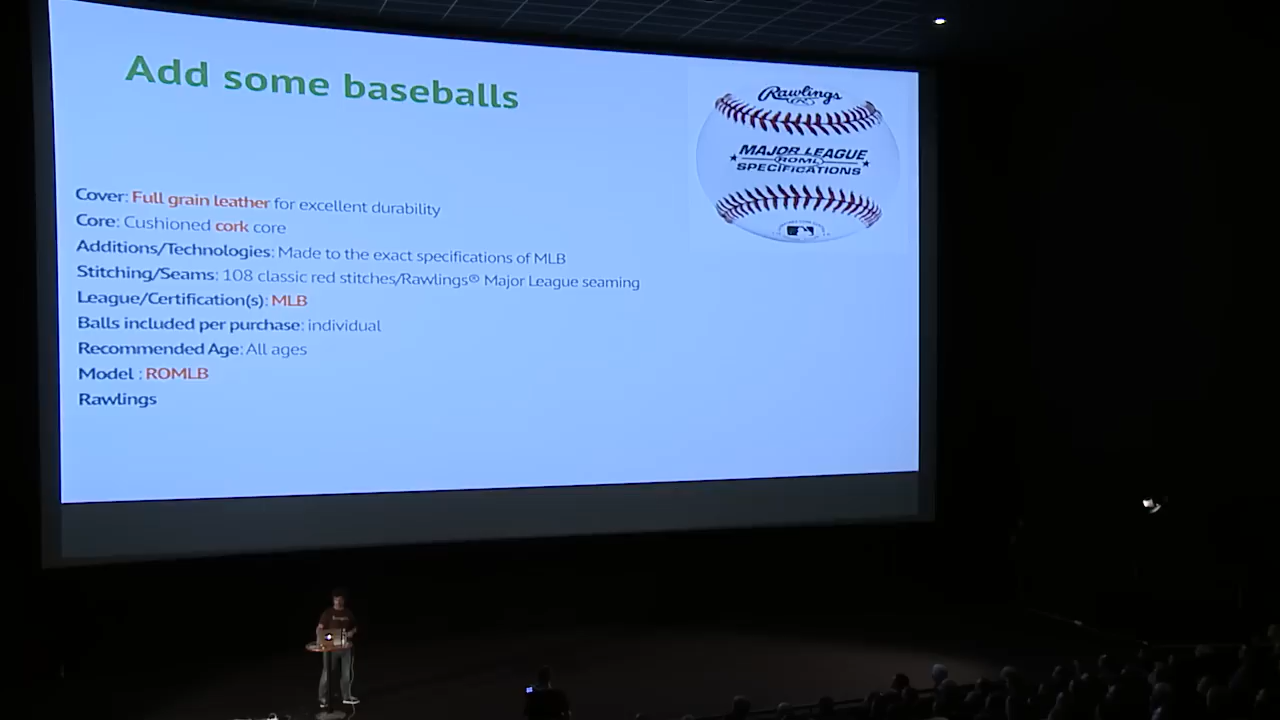 Add some baseballs
Rawlings
MAJOR LEAGUE
ROMLB
SPECIFICATIONS
Cover: Full grain leather for excellent durability
Core: Cushioned cork core
Additions/Technologies: Made to the exact specifications of MLB
Stitching/Seams: 108 classic red stitches/Rawlings® Major League seaming
League/Certification(s): MLB
Balls included per purchase: individual
Recommended Age: All ages
Model : ROMLB
Rawlings